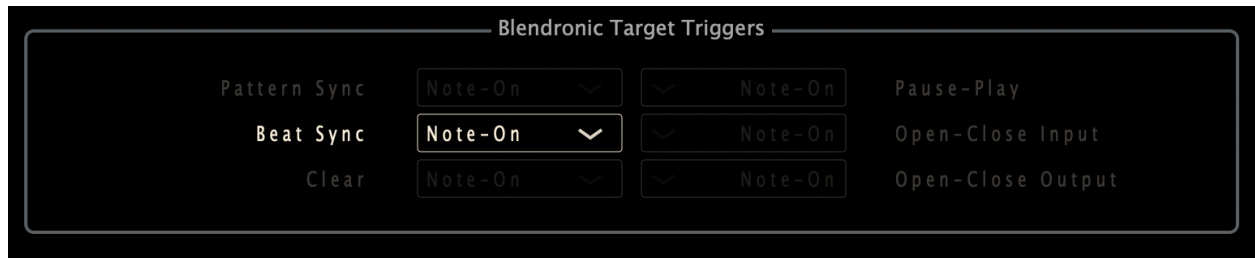 Blendronic Target Triggers
Pattern Sync Note-On Note-On Pause-Play
Beat Sync Note-On Note-On Open-Close Input
Clear Note-On Note-On Open-Close Output